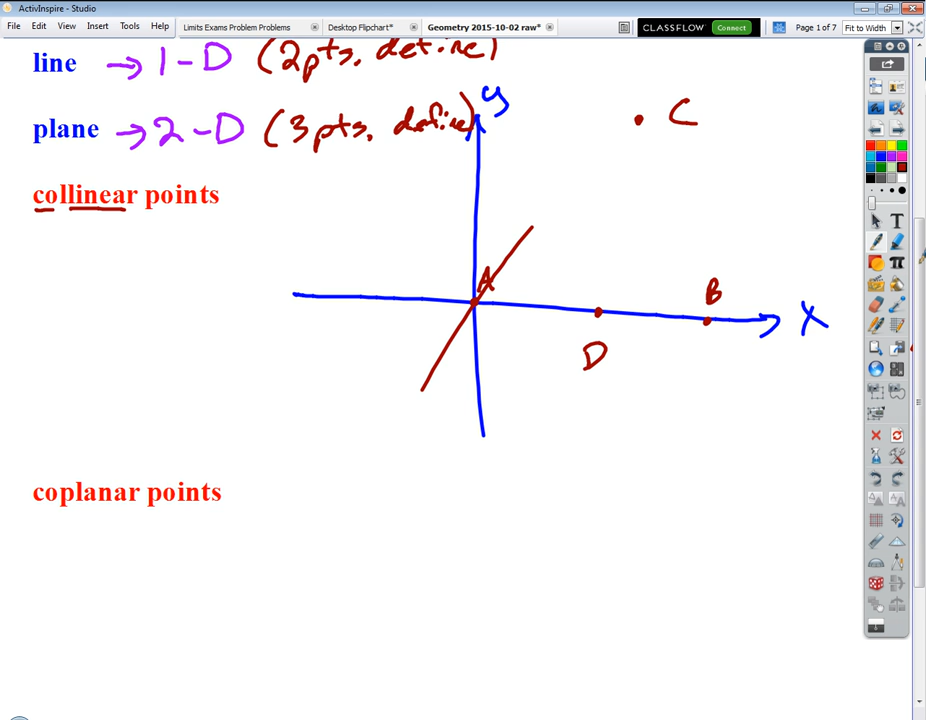 ActivInspire - Studio
File Edit View Insert Tools Help
Limits Exams Problem Problems
Desktop Flipchart*
Geometry 2015-10-02 raw*
CLASSFLOW Connect
Page 1 of 7
Fit to Width
line → 1-D (2pts. define)
plane → 2-D (3pts. define)
y
C
collinear points
A
B
X
D
coplanar points
T
π